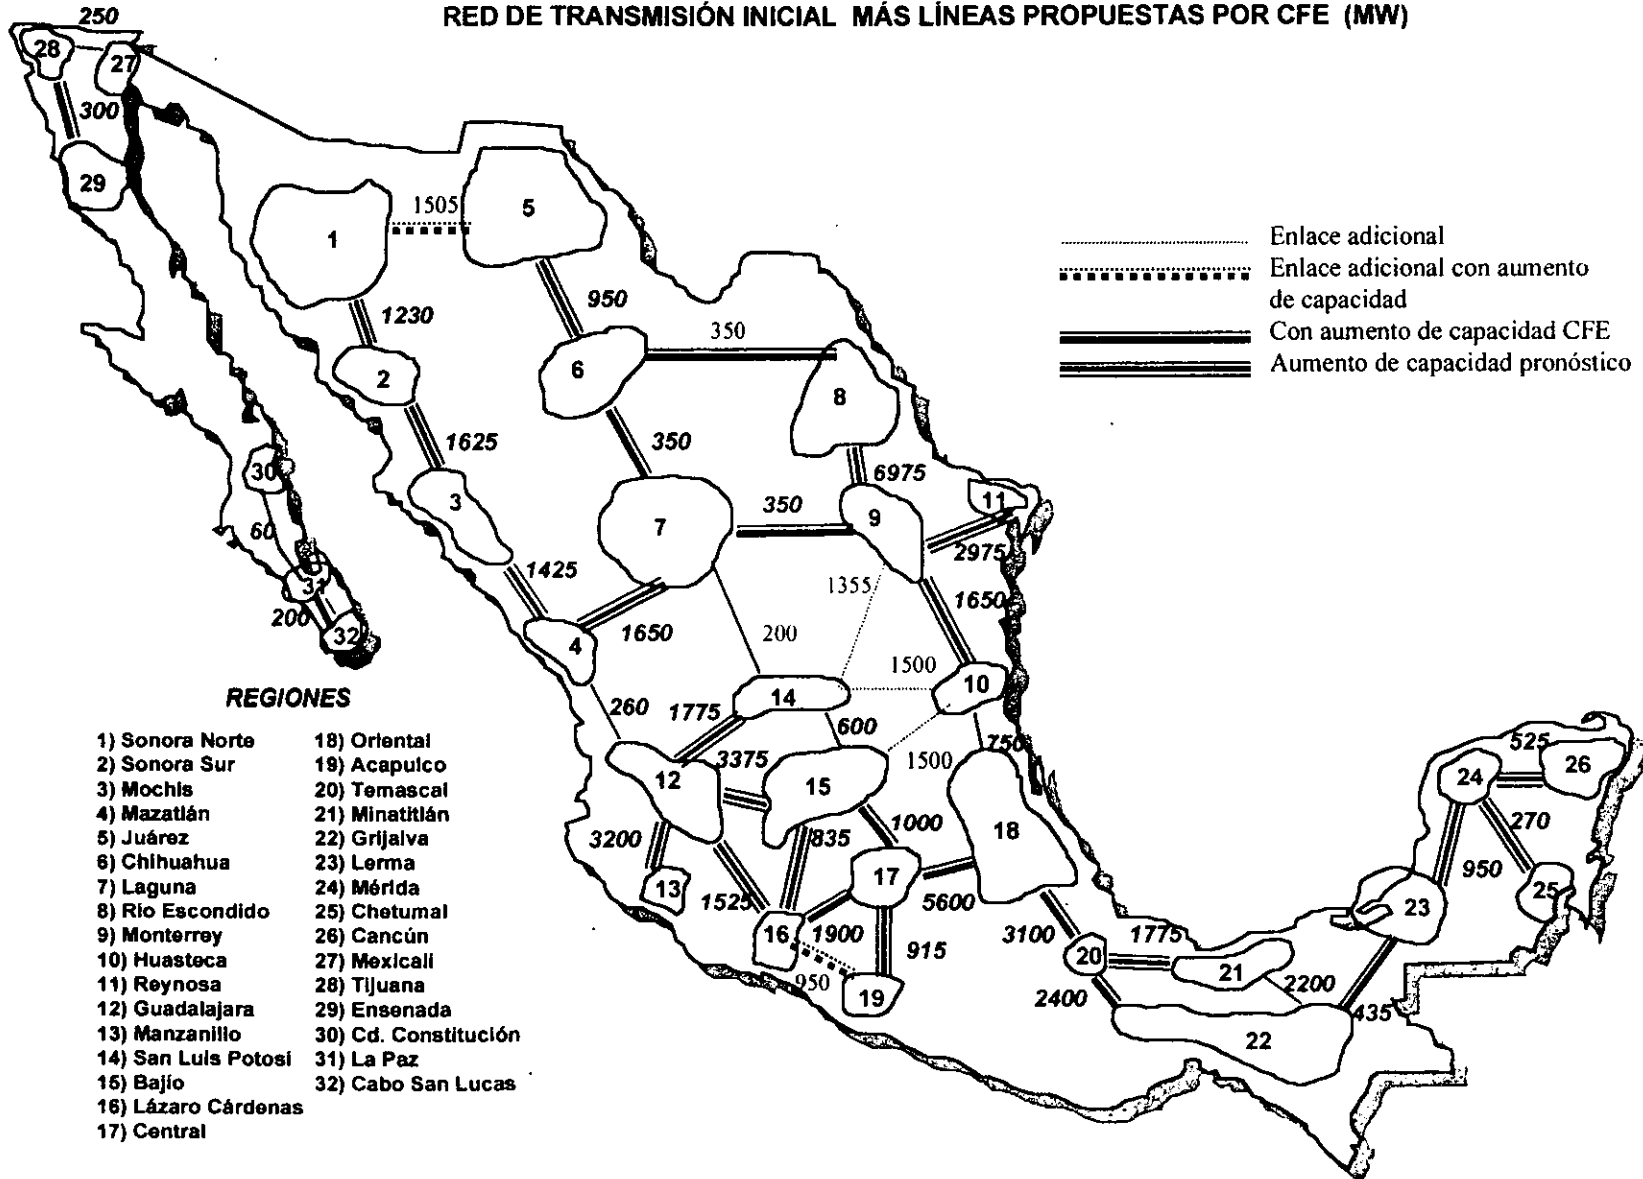 RED DE TRANSMISIÓN INICIAL MÁS LÍNEAS PROPUESTAS POR CFE (MW)
250
28
27
300
29
1505
5
1
Enlace adicional
Enlace adicional con aumento
de capacidad
Con aumento de capacidad CFE
Aumento de capacidad pronóstico
950
1230
350
6
2
8
350
1625
6975
30
3
350
11
9
7
60
2975
1425
1355
31
1650
200
1650
200
32
4
1500
10
14
REGIONES
260
1775
600
750
525
3375
1500
12
15
24
26
1) Sonora Norte
2) Sonora Sur
3) Mochis
4) Mazatlán
5) Juárez
6) Chihuahua
7) Laguna
8) Río Escondido
9) Monterrey
10) Huasteca
11) Reynosa
12) Guadalajara
13) Manzanillo
14) San Luis Potosí
15) Bajío
16) Lázaro Cárdenas
17) Central
18) Oriental
19) Acapulco
20) Temascal
21) Minatitlán
22) Grijalva
23) Lerma
24) Mérida
25) Chetumal
26) Cancún
27) Mexicali
28) Tijuana
29) Ensenada
30) Cd. Constitución
31) La Paz
32) Cabo San Lucas
3200
835
1000
18
270
13
17
950
25
1525
5600
23
16
1900
3100
1775
915
20
21
950
19
2400
2200
435
22